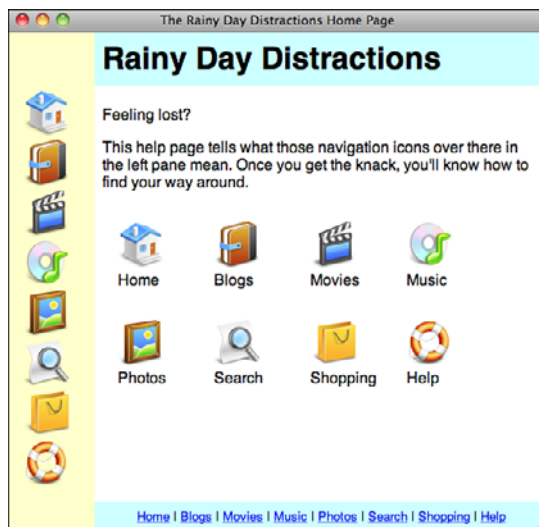 The Rainy Day Distractions Home Page
Rainy Day Distractions
Feeling lost?
This help page tells what those navigation icons over there in
the left pane mean. Once you get the knack, you'll know how to
find your way around.
Home Blogs Movies Music
Photos Search Shopping Help
Home | Blogs | Movies | Music | Photos | Search | Shopping | Help